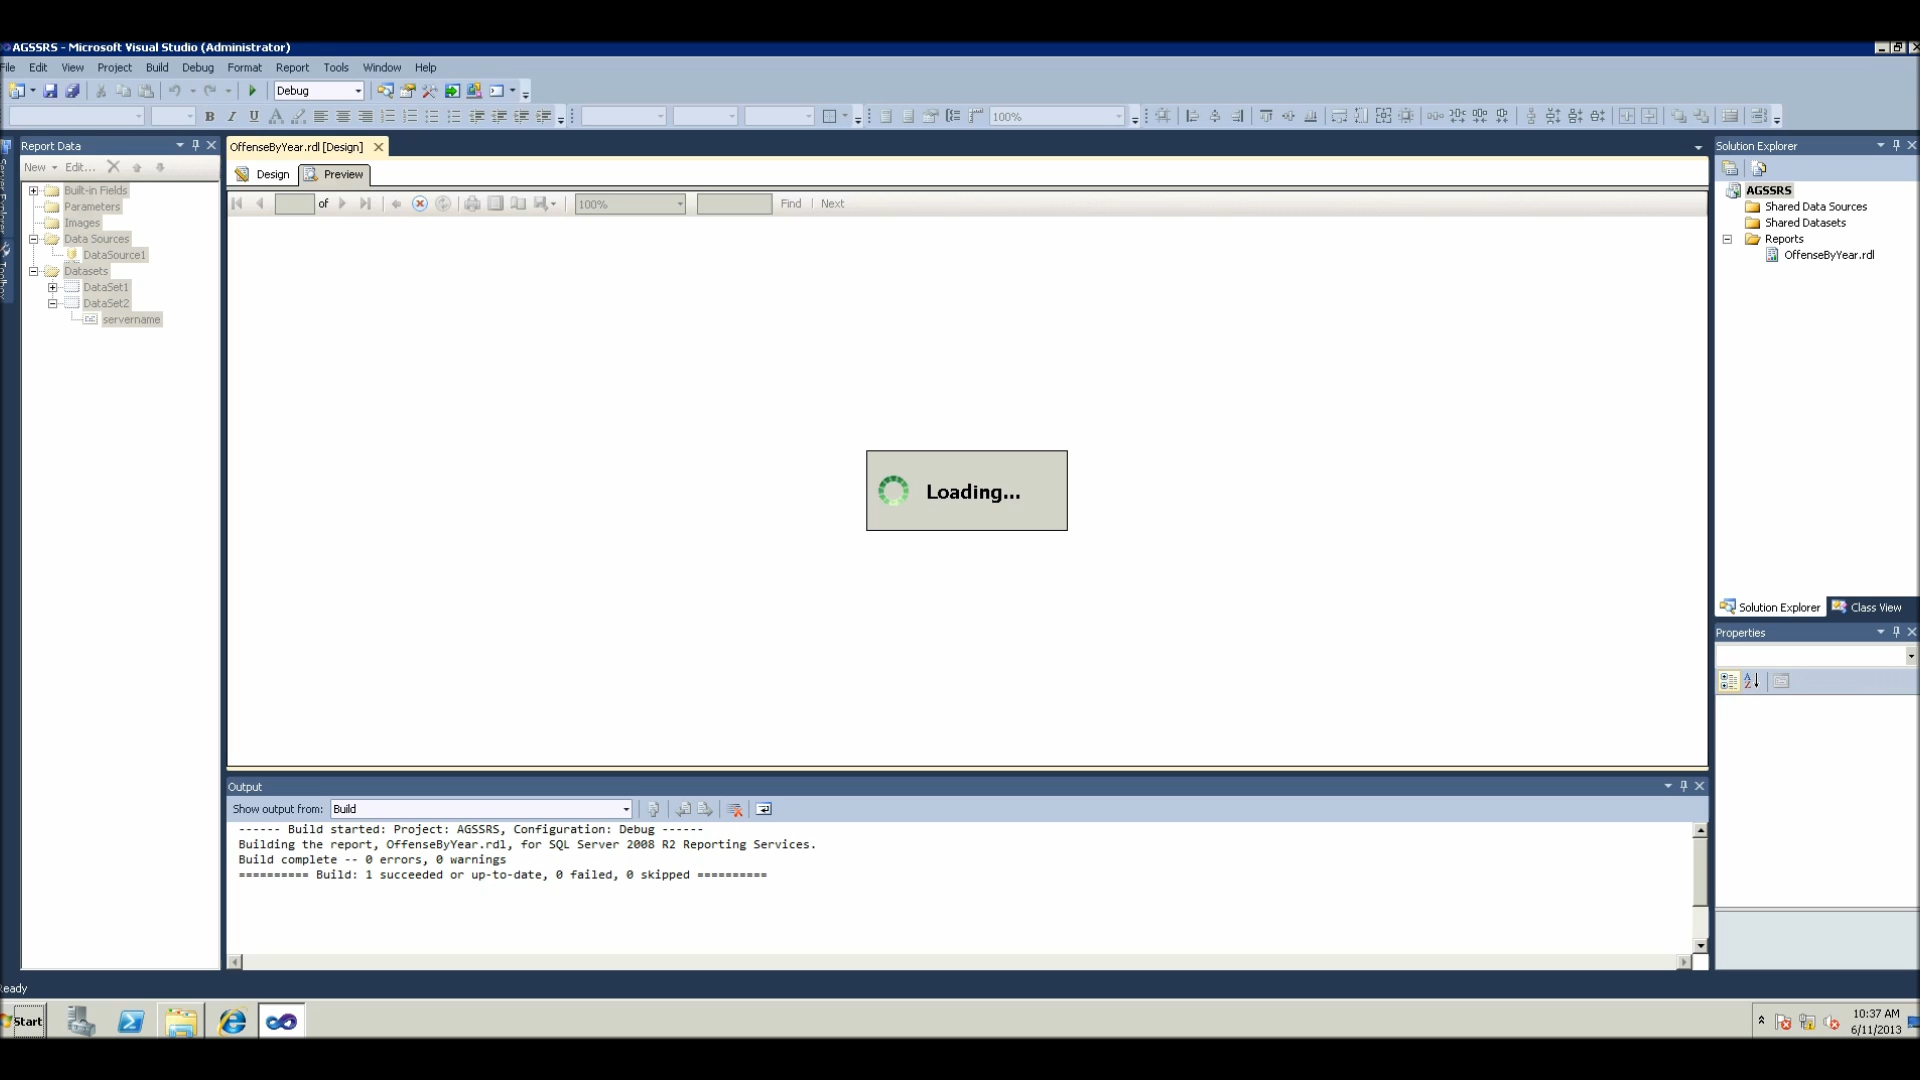 AGSSRS - Microsoft Visual Studio (Administrator)
File Edit View Project Build Debug Format Report Tools Window Help
Debug
100%
Report Data
New Edit...
Built-in Fields
Parameters
Images
Data Sources
DataSource1
Datasets
DataSet1
DataSet2
servername
Server Explorer
Toolbox
OffenseByYear.rdl [Design]
Design Preview
of 100% Find Next
Loading...
Output
Show output from: Build
------ Build started: Project: AGSSRS, Configuration: Debug ------
Building the report, OffenseByYear.rdl, for SQL Server 2008 R2 Reporting Services.
Build complete -- 0 errors, 0 warnings
========== Build: 1 succeeded or up-to-date, 0 failed, 0 skipped ==========
Solution Explorer
AGSSRS
Shared Data Sources
Shared Datasets
Reports
OffenseByYear.rdl
Solution Explorer Class View
Properties
eady
Start
10:37 AM
6/11/2013